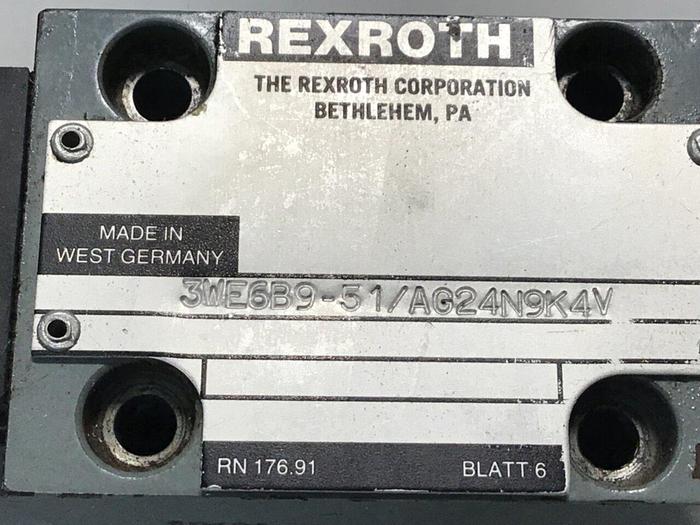 REXROTH
THE REXROTH CORPORATION
BETHLEHEM, PA
MADE IN
WEST GERMANY
3WE6B9-51/AG24N9K4V
RN 176.91 BLATT 6